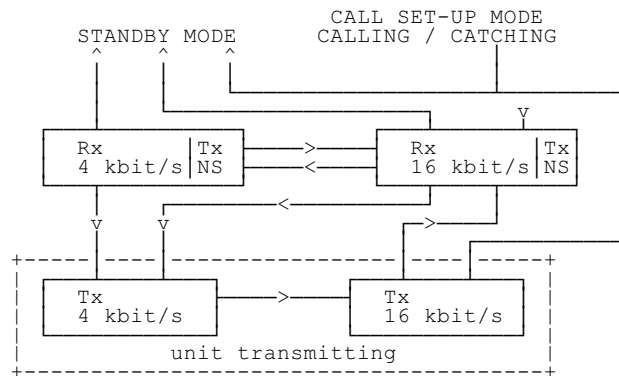 CALL SET-UP MODE
STANDBY MODE CALLING / CATCHING
Rx Tx Rx Tx
4 kbit/s NS 16 kbit/s NS
Tx Tx
4 kbit/s 16 kbit/s
unit transmitting